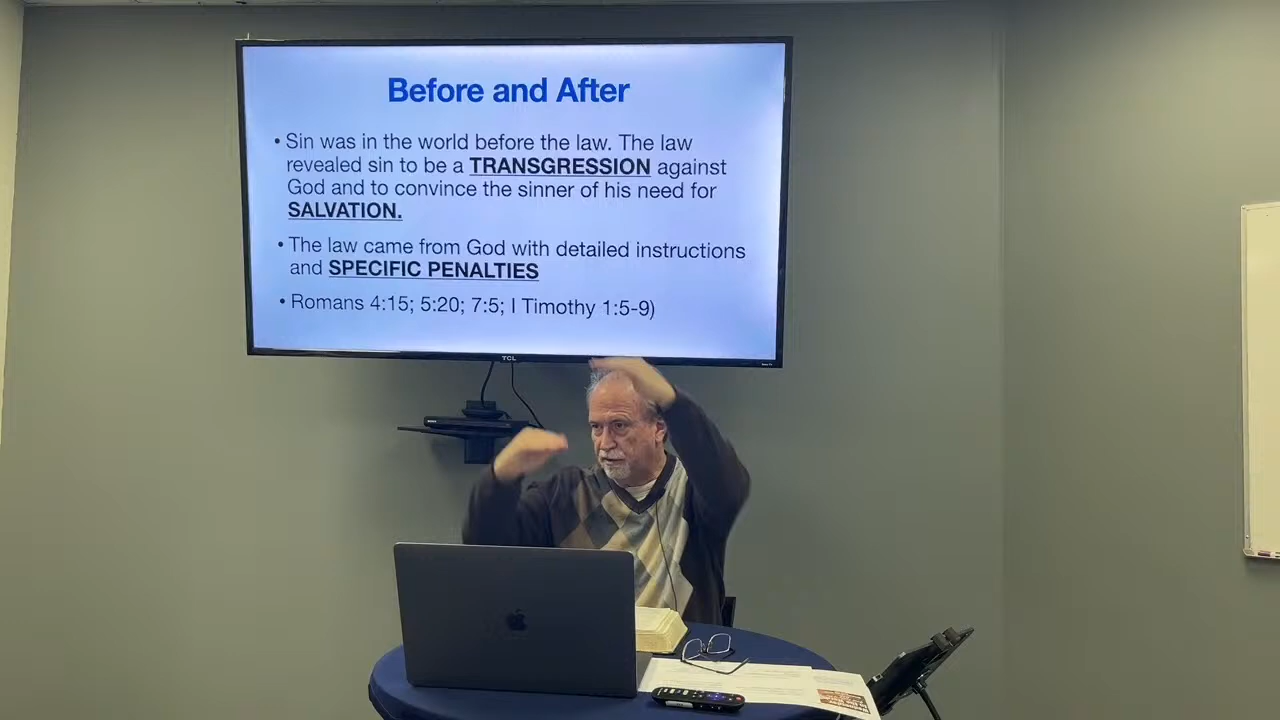 Before and After
• Sin was in the world before the law. The law
revealed sin to be a TRANSGRESSION against
God and to convince the sinner of his need for
SALVATION.
• The law came from God with detailed instructions
and SPECIFIC PENALTIES
• Romans 4:15; 5:20; 7:5; I Timothy 1:5-9)
TCL